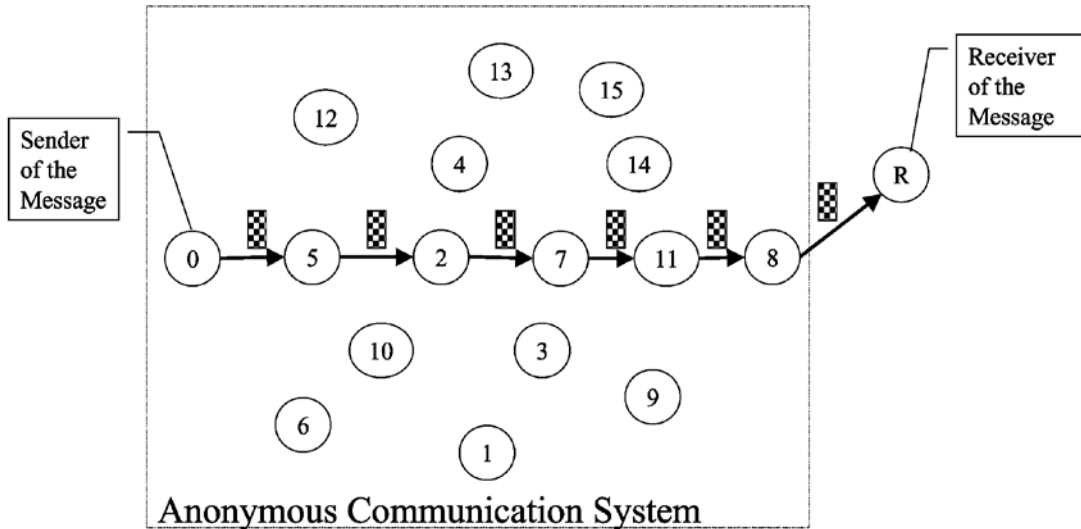 13
15
12
Receiver
of the
Message
Sender
of the
Message
4
14
R
0
5
2
7
11
8
10
3
9
6
1
Anonymous Communication System